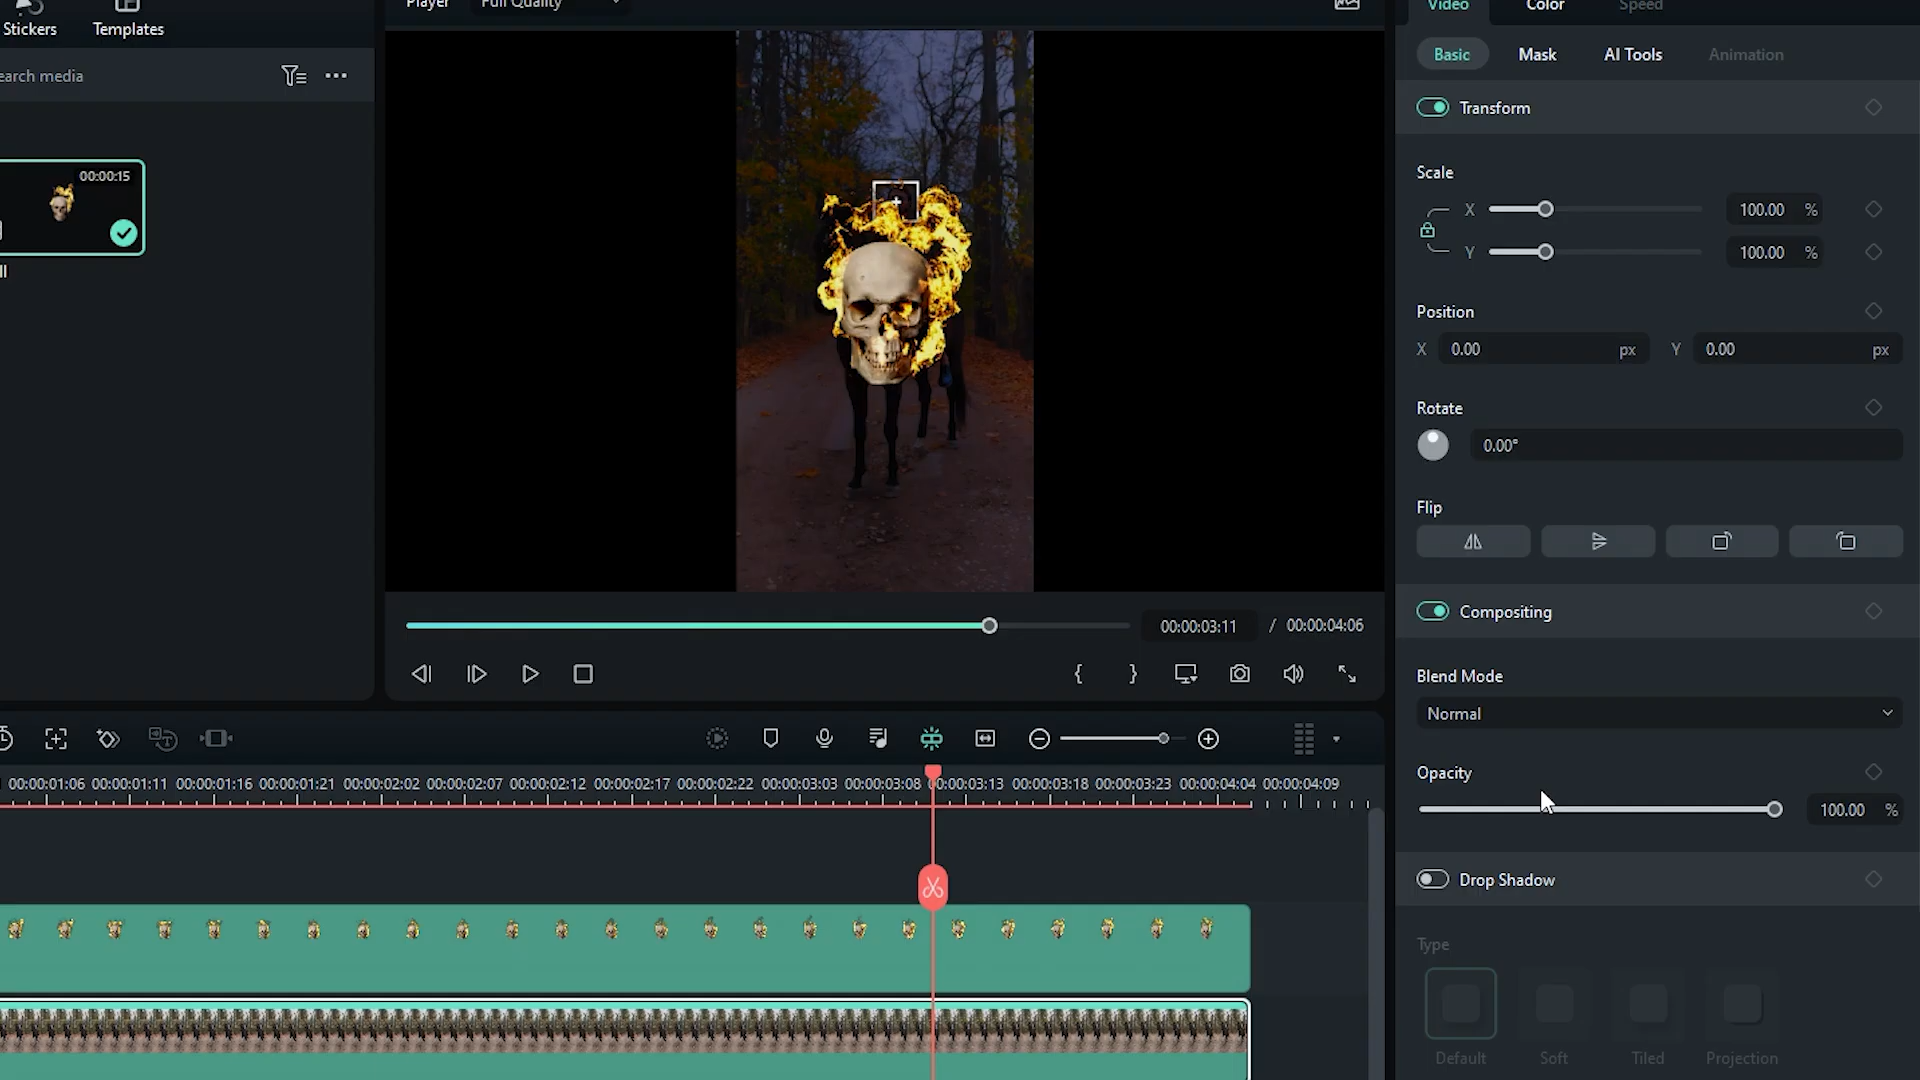 Player Full Quality
Video Color Speed
Stickers Templates
earch media
Basic Mask AI Tools Animation
Transform
00:00:15
Scale
X 100.00 %
Y 100.00 %
Position
X 0.00 px Y 0.00 px
Rotate
0.00°
Flip
00:00:03:11 / 00:00:04:06
Compositing
Blend Mode
Normal
Opacity
100.00 %
00:00:01:06 00:00:01:11 00:00:01:16 00:00:01:21 00:00:02:02 00:00:02:07 00:00:02:12 00:00:02:17 00:00:02:22 00:00:03:03 00:00:03:08 00:00:03:13 00:00:03:18 00:00:03:23 00:00:04:04 00:00:04:09
Drop Shadow
Type
Default Soft Tiled Projection